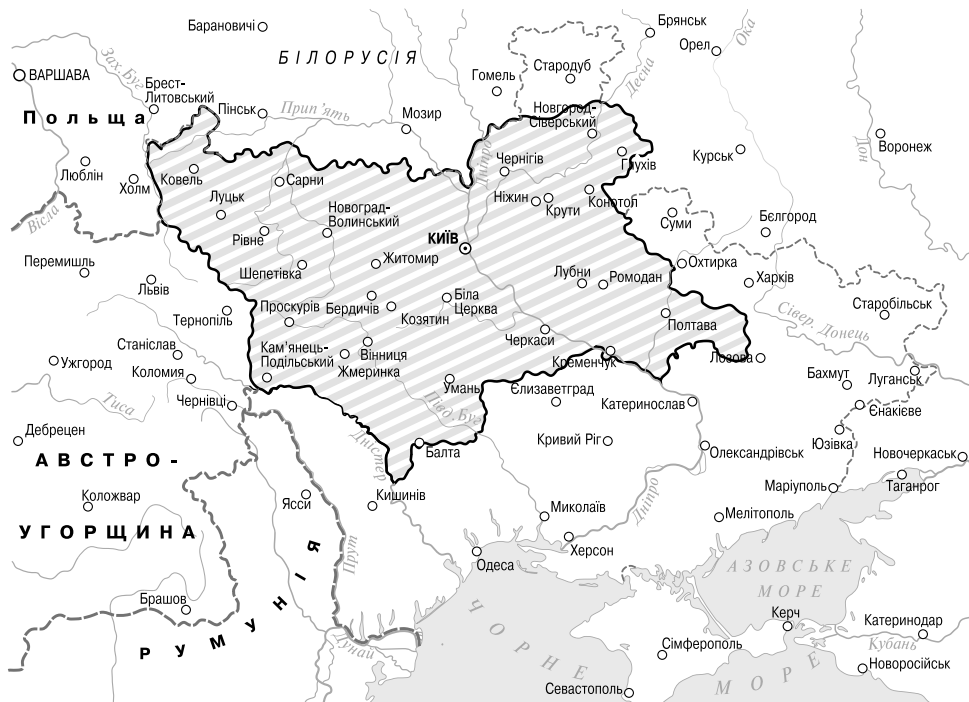 Барановичі
БІЛОРУСІЯ
Брянськ
Орел
Ока
Зах. Буг
ВАРШАВА
Брест-
Литовський
Гомель
Стародуб
Десна
Польща
Пінськ
Прип’ять
Мозир
Новгород-
Сіверський
Дніпро
Люблін
Холм
Ковель
Сарни
Чернігів
Глухів
Курськ
Дон
Воронеж
Вісла
Луцьк
Новоград-
Волинський
Ніжин
Крути
Конотоп
Суми
Бєлгород
Рівне
КИЇВ
Перемишль
Шепетівка
Житомир
Охтирка
Львів
Лубни
Ромодан
Харків
Тернопіль
Проскурів
Бердичів
Козятин
Біла
Церква
Старобільськ
Сівер. Донець
Станіслав
Кам’янець-
Подільський
Вінниця
Жмеринка
Черкаси
Полтава
Кременчук
Лозова
Ужгород
Коломия
Умань
Єлизаветград
Бахмут
Луганськ
Тиса
Чернівці
Півд. Буг
Катеринослав
Єнакієве
Дебрецен
Дністер
Балта
Кривий Ріг
Олександрівськ
Юзівка
Новочеркаськ
АВСТРО-
УГОРЩИНА
Коложвар
Ясси
Кишинів
Маріуполь
Таганрог
Миколаїв
Дніпро
Мелітополь
Прут
Одеса
Херсон
АЗОВСЬКЕ
МОРЕ
Брашов
РУМУНІЯ
Дунай
ЧОРНЕ
МОРЕ
Керч
Катеринодар
Кубань
Сімферополь
Новоросійськ
Севастополь